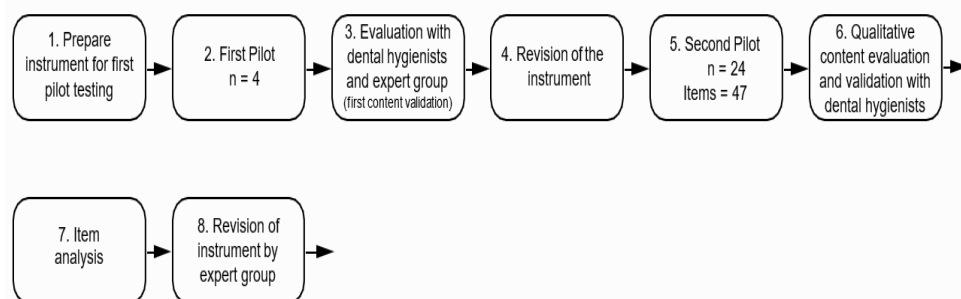 1. Prepare
instrument for first
pilot testing
2. First Pilot
n = 4
3. Evaluation with
dental hygienists
and expert group
(first content validation)
4. Revision of the
instrument
5. Second Pilot
n = 24
Items = 47
6. Qualitative
content evaluation
and validation with
dental hygienists
7. Item
analysis
8. Revision of
instrument by
expert group